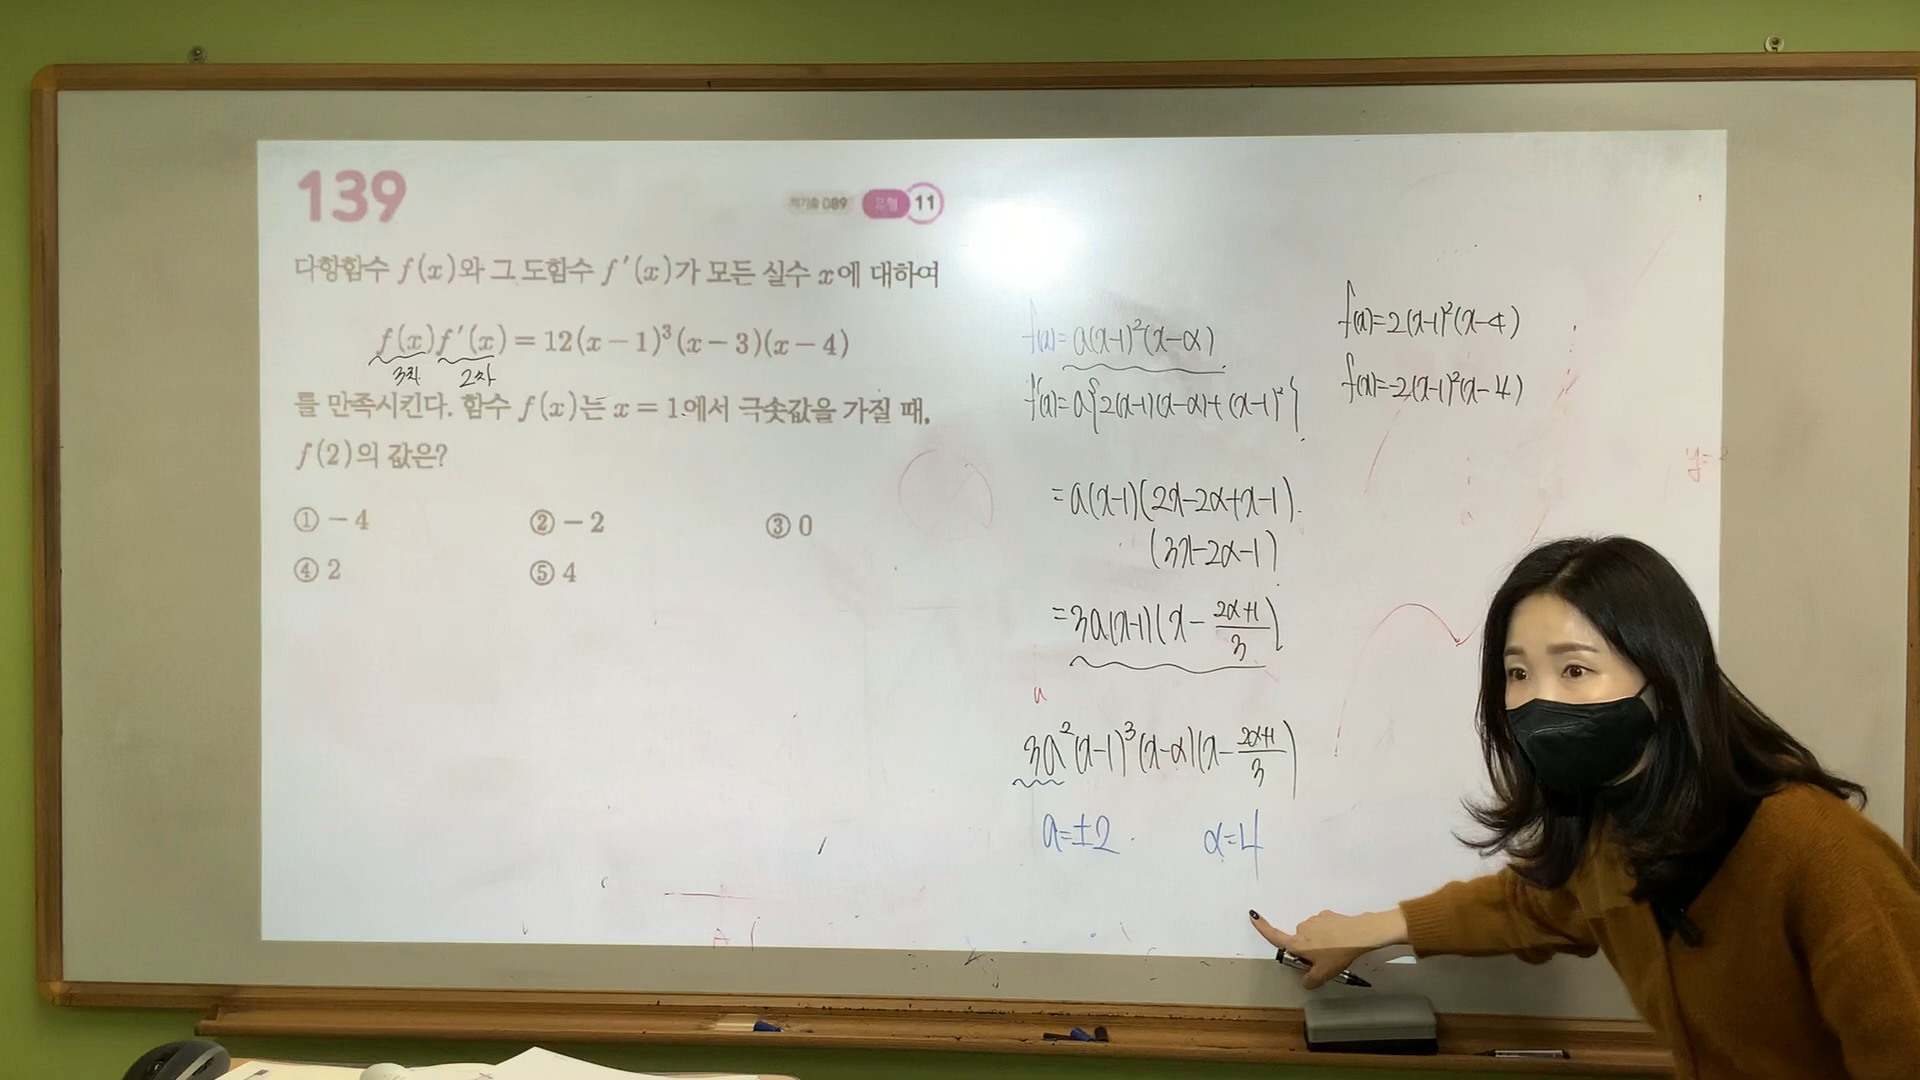 139
유형 11
다항함수 f(x)와 그 도함수 f′(x)가 모든 실수 x에 대하여
f(x)f′(x)=12(x-1)³(x-3)(x-4)
3차 2차
를 만족시킨다. 함수 f(x)는 x=1에서 극솟값을 가질 때,
f(2)의 값은?
① -4 ② -2 ③ 0
④ 2 ⑤ 4
f(x)=a(x-1)²(x-α)
f'(x)=a{2(x-1)(x-α)+(x-1)²}
=a(x-1)(2x-2α+x-1)
(3x-2α-1)
=3a(x-1)(x-\frac{2α+1}{3})
a
3a²(x-1)³(x-α)(x-\frac{2α+1}{3})
a=±2 α=4
f(x)=2(x-1)²(x-4)
f(x)=-2(x-1)²(x-4)
y=